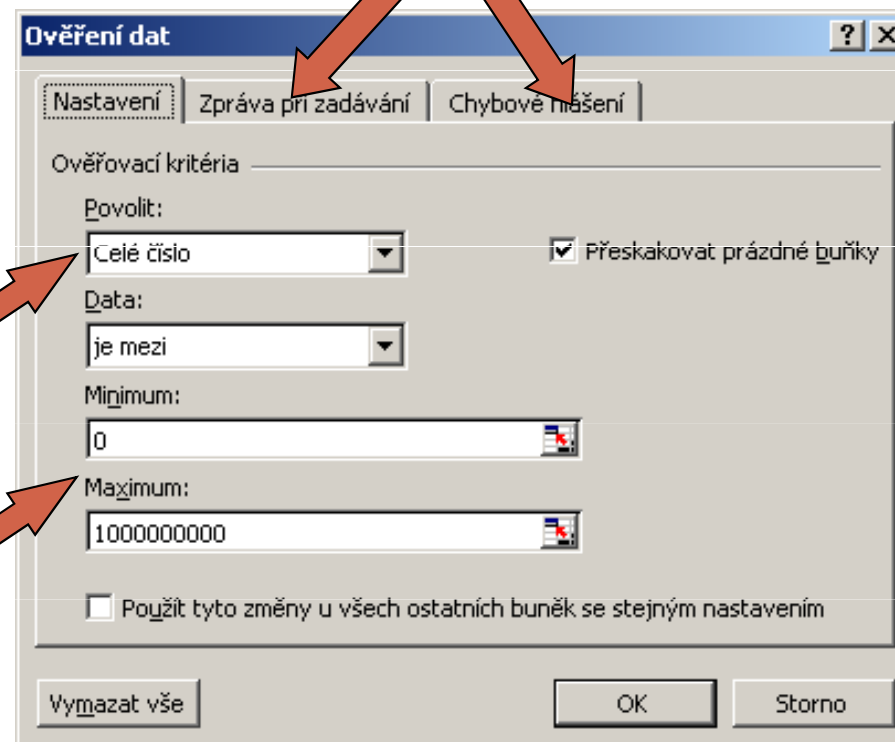 Ověření dat
Nastavení Zpráva při zadávání Chybové hlášení
Ověřovací kritéria
Povolit:
Celé číslo Přeskakovat prázdné buňky
Data:
je mezi
Minimum:
0
Maximum:
1000000000
Použít tyto změny u všech ostatních buněk se stejným nastavením
Vymazat vše OK Storno